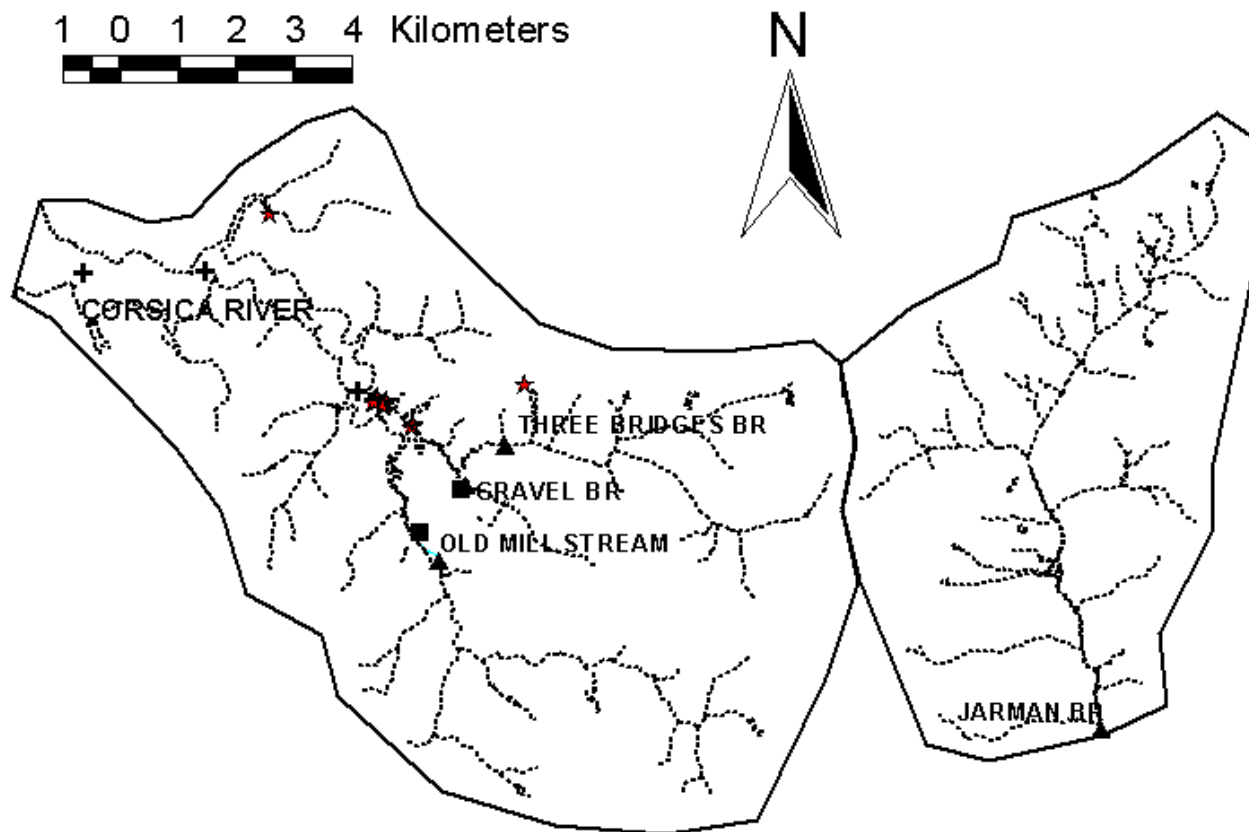 1 0 1 2 3 4 Kilometers
N
CORSICA RIVER
THREE BRIDGES BR
GRAVEL BR
OLD MILL STREAM
JARMAN BR